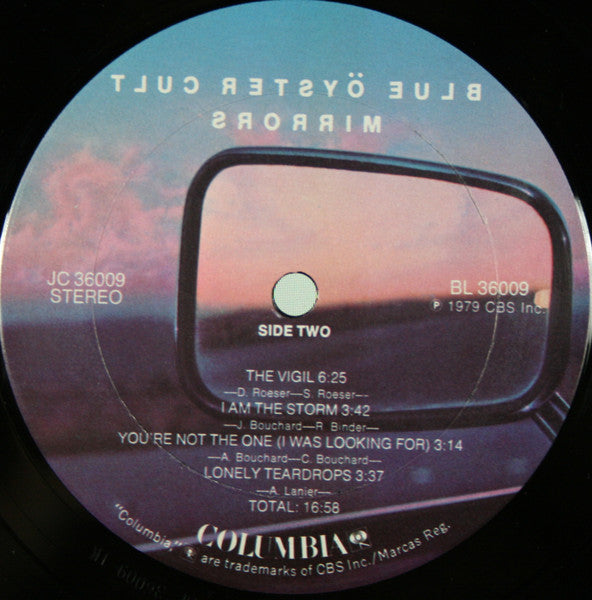 BLUE ÖYSTER CULT
MIRRORS
JC 36009
STEREO
BL 36009
℗ 1979 CBS Inc.
SIDE TWO
THE VIGIL 6:25
—D. Roeser—S. Roeser—
I AM THE STORM 3:42
—J. Bouchard—R. Binder—
YOU'RE NOT THE ONE (I WAS LOOKING FOR) 3:14
—A. Bouchard—C. Bouchard—
LONELY TEARDROPS 3:37
—A. Lanier—
TOTAL: 16:58
COLUMBIA
"Columbia," are trademarks of CBS Inc./Marcas Reg.